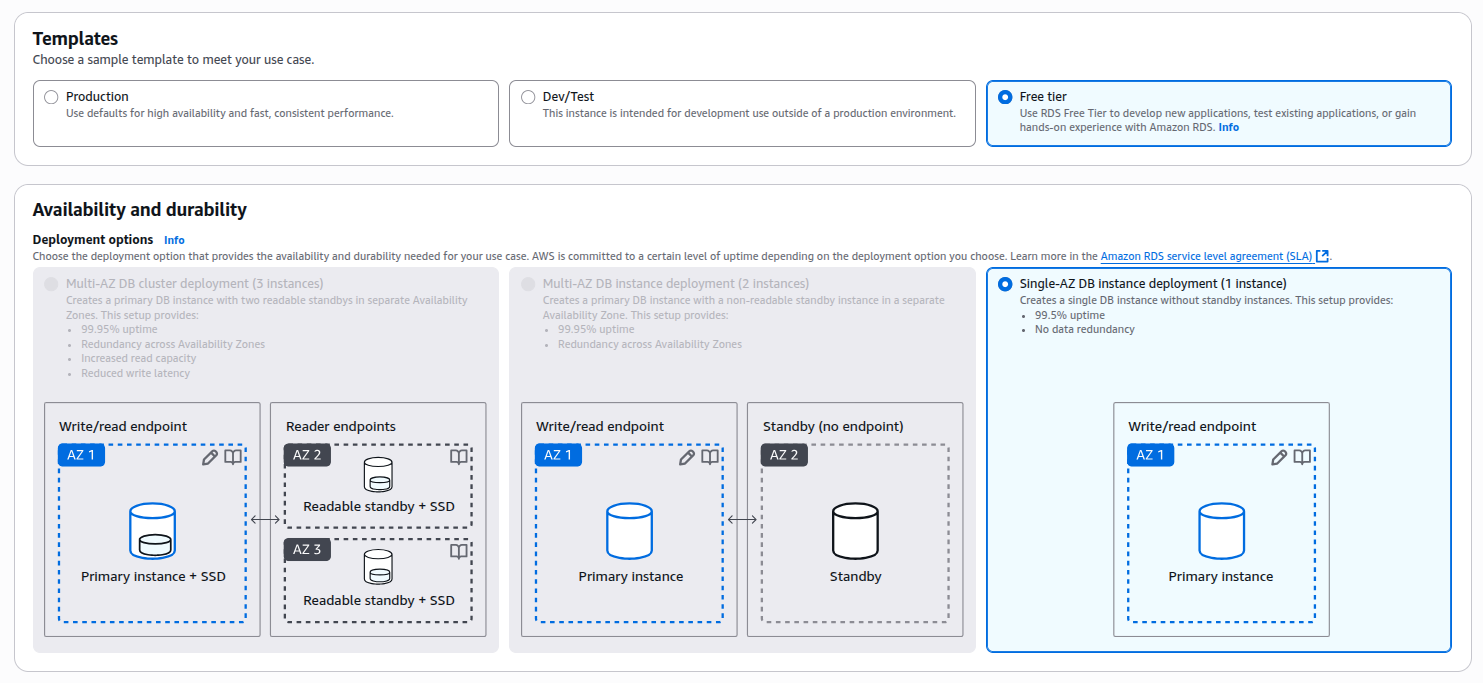 Templates
Choose a sample template to meet your use case.
Production
Use defaults for high availability and fast, consistent performance.
Dev/Test
This instance is intended for development use outside of a production environment.
Free tier
Use RDS Free Tier to develop new applications, test existing applications, or gain
hands-on experience with Amazon RDS. Info
Availability and durability
Deployment options Info
Choose the deployment option that provides the availability and durability needed for your use case. AWS is committed to a certain level of uptime depending on the deployment option you choose. Learn more in the Amazon RDS service level agreement (SLA).
Multi-AZ DB cluster deployment (3 instances)
Creates a primary DB instance with two readable standbys in separate Availability
Zones. This setup provides:
• 99.95% uptime
• Redundancy across Availability Zones
• Increased read capacity
• Reduced write latency
Write/read endpoint
AZ 1
Primary instance + SSD
Reader endpoints
AZ 2
Readable standby + SSD
AZ 3
Readable standby + SSD
Multi-AZ DB instance deployment (2 instances)
Creates a primary DB instance with a non-readable standby instance in a separate
Availability Zone. This setup provides:
• 99.95% uptime
• Redundancy across Availability Zones
Write/read endpoint
AZ 1
Primary instance
Standby (no endpoint)
AZ 2
Standby
Single-AZ DB instance deployment (1 instance)
Creates a single DB instance without standby instances. This setup provides:
• 99.5% uptime
• No data redundancy
Write/read endpoint
AZ 1
Primary instance